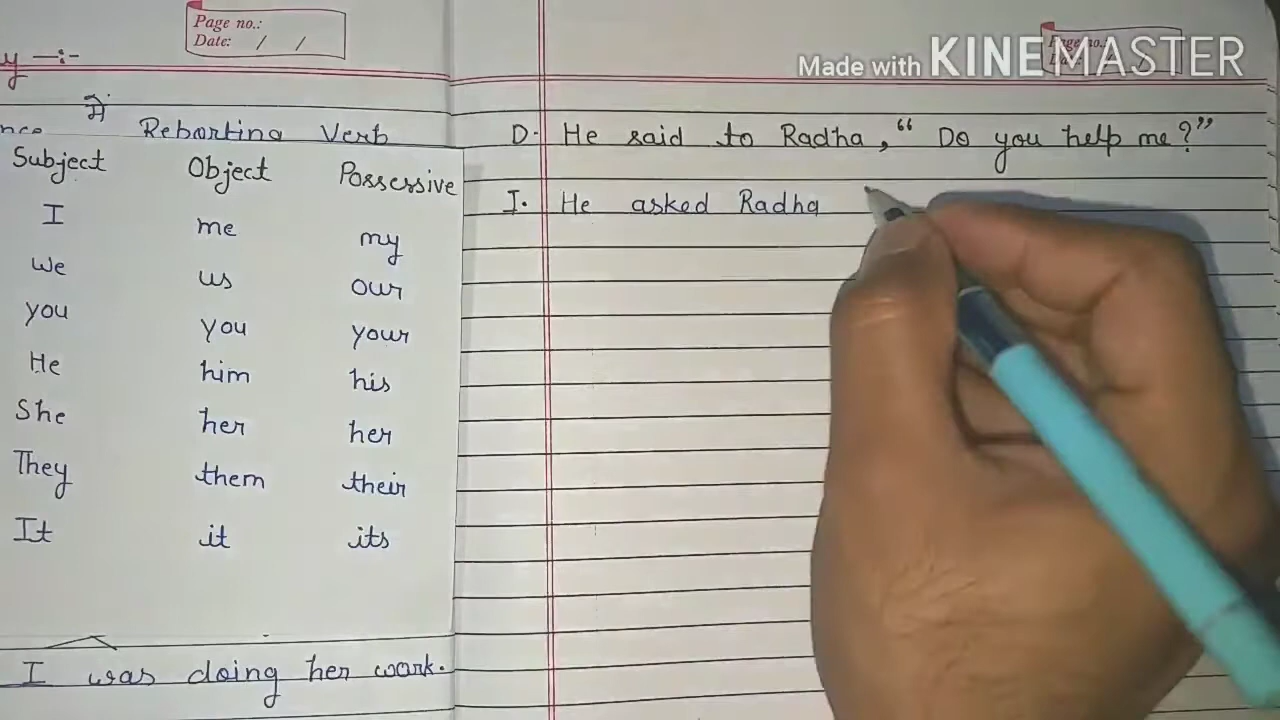 Page no.:
Date: / /
y -:-
Made with KINEMASTER
में
nce Reporting Verb
Subject Object Possessive
I me my
We us our
you you your
He him his
She her her
They them their
It it its
I was doing her work.
D. He said to Radha, “ Do you help me?”
I. He asked Radha